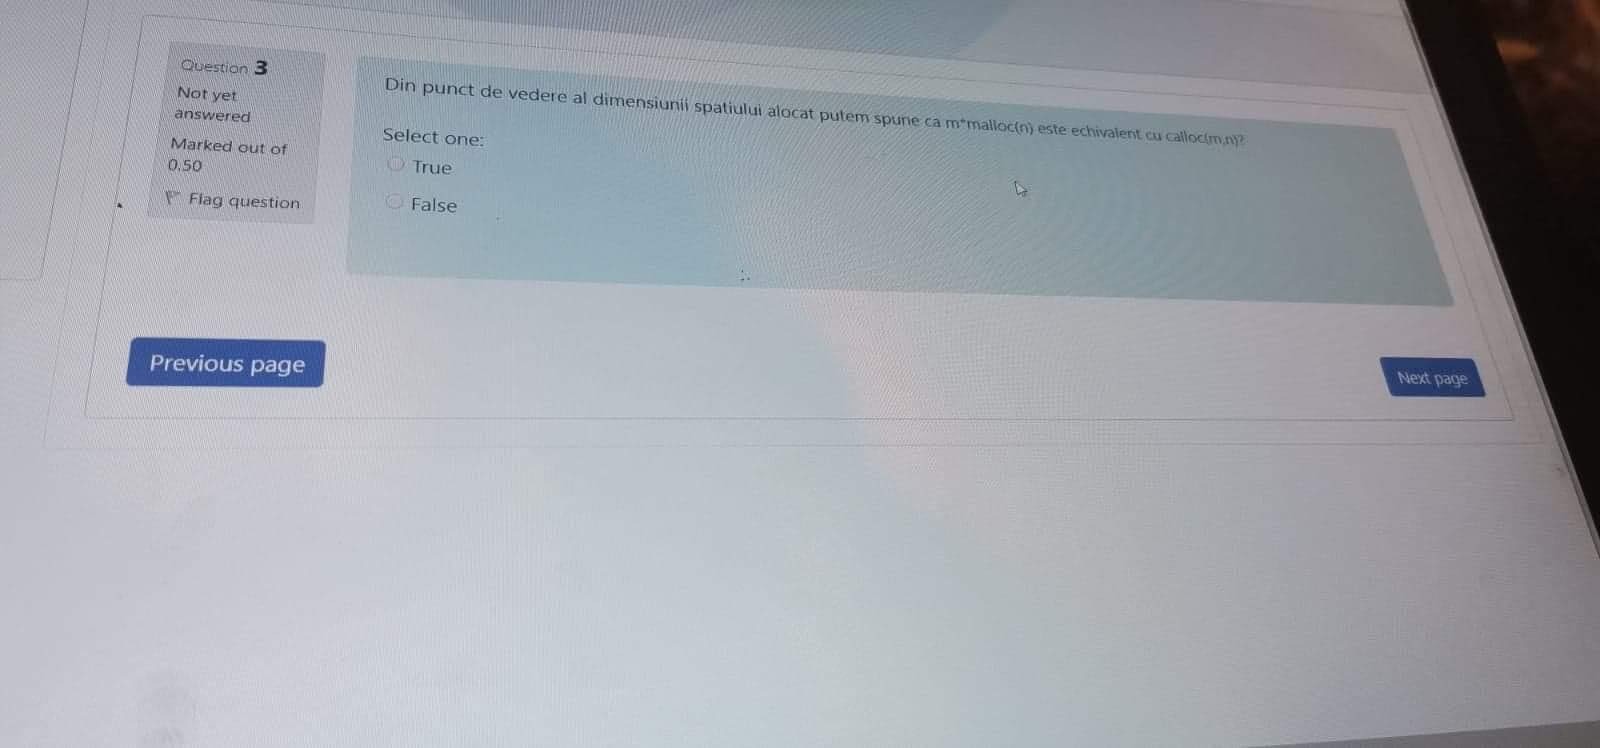 Question 3
Not yet
answered
Marked out of
0.50
Flag question
Din punct de vedere al dimensiunii spatiului alocat putem spune ca m*malloc(n) este echivalent cu calloc(m,n)?
Select one:
True
False
Previous page
Next page